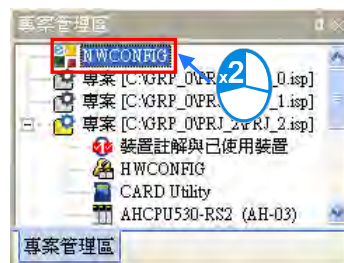 專案管理區
NWCONFIG
x2
專案 [C:\GRP_0\PR _0.isp]
專案 [C:\GRP_0\PR _1.isp]
專案 [C:\GRP_0\PRJ_2\PRJ_2.isp]
裝置註解與已使用裝置
HWCONFIG
CARD Utility
AHCPU530-RS2 (AH-03)
專案管理區